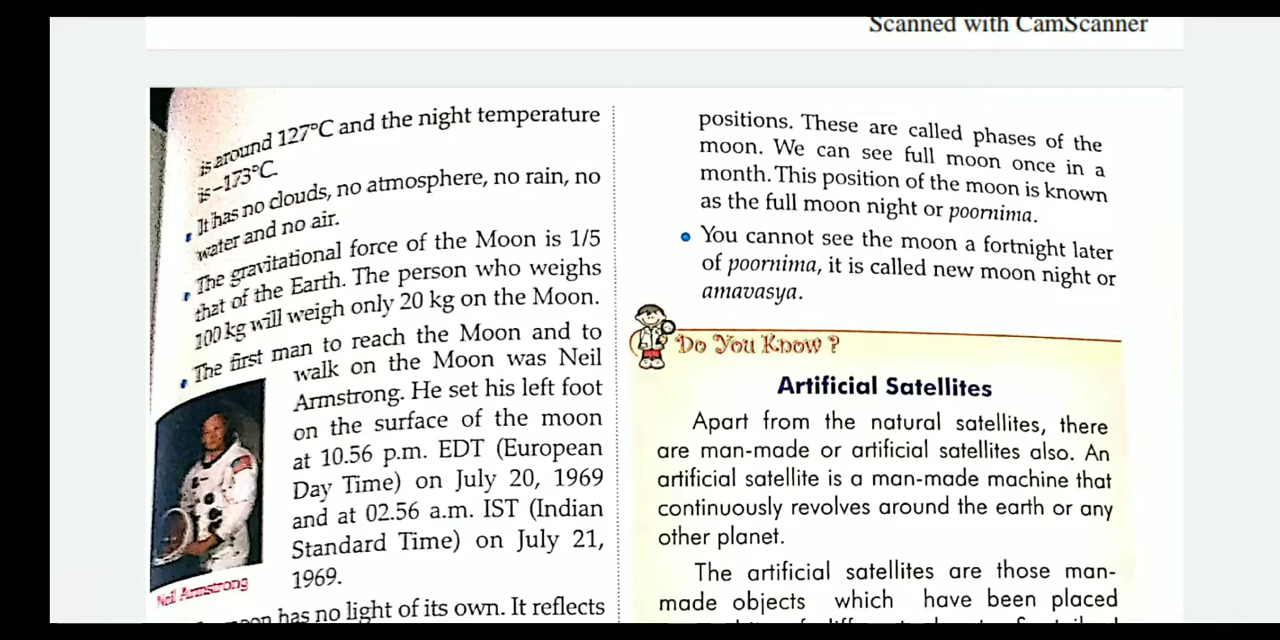 Scanned with CamScanner
is around 127°C and the night temperature
is –173°C.
It has no clouds, no atmosphere, no rain, no
water and no air.
The gravitational force of the Moon is 1/5
that of the Earth. The person who weighs
100 kg will weigh only 20 kg on the Moon.
The first man to reach the Moon and to
walk on the Moon was Neil
Armstrong. He set his left foot
on the surface of the moon
at 10.56 p.m. EDT (European
Day Time) on July 20, 1969
and at 02.56 a.m. IST (Indian
Standard Time) on July 21,
1969.
Neil Armstrong
has no light of its own. It reflects
positions. These are called phases of the
moon. We can see full moon once in a
month. This position of the moon is known
as the full moon night or poornima.
You cannot see the moon a fortnight later
of poornima, it is called new moon night or
amavasya.
Do You Know ?
Artificial Satellites
Apart from the natural satellites, there
are man-made or artificial satellites also. An
artificial satellite is a man-made machine that
continuously revolves around the earth or any
other planet.
The artificial satellites are those man-
made objects which have been placed